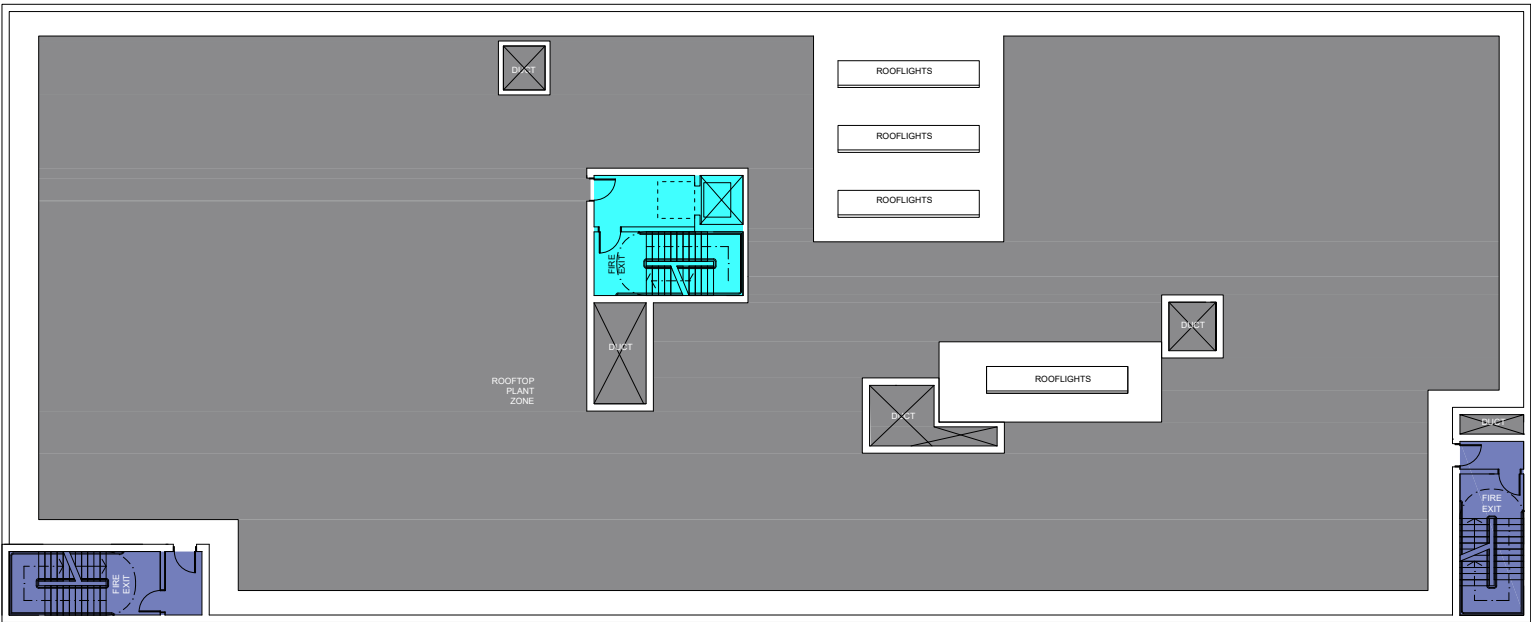 DUCT
ROOFLIGHTS
ROOFLIGHTS
ROOFLIGHTS
FIRE
EXIT
DUCT
DUCT
ROOFTOP
PLANT
ZONE
ROOFLIGHTS
DUCT
DUCT
FIRE
EXIT
FIRE
EXIT